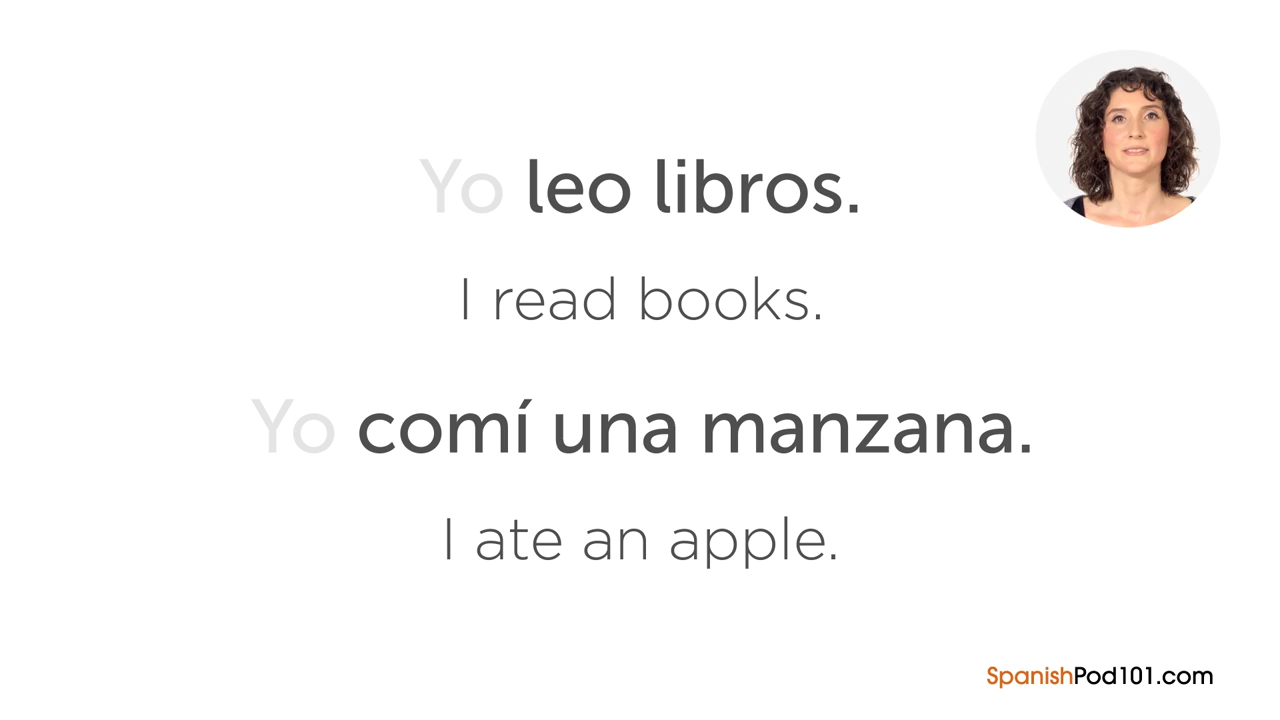 Yo leo libros.
I read books.
Yo comí una manzana.
I ate an apple.
SpanishPod101.com